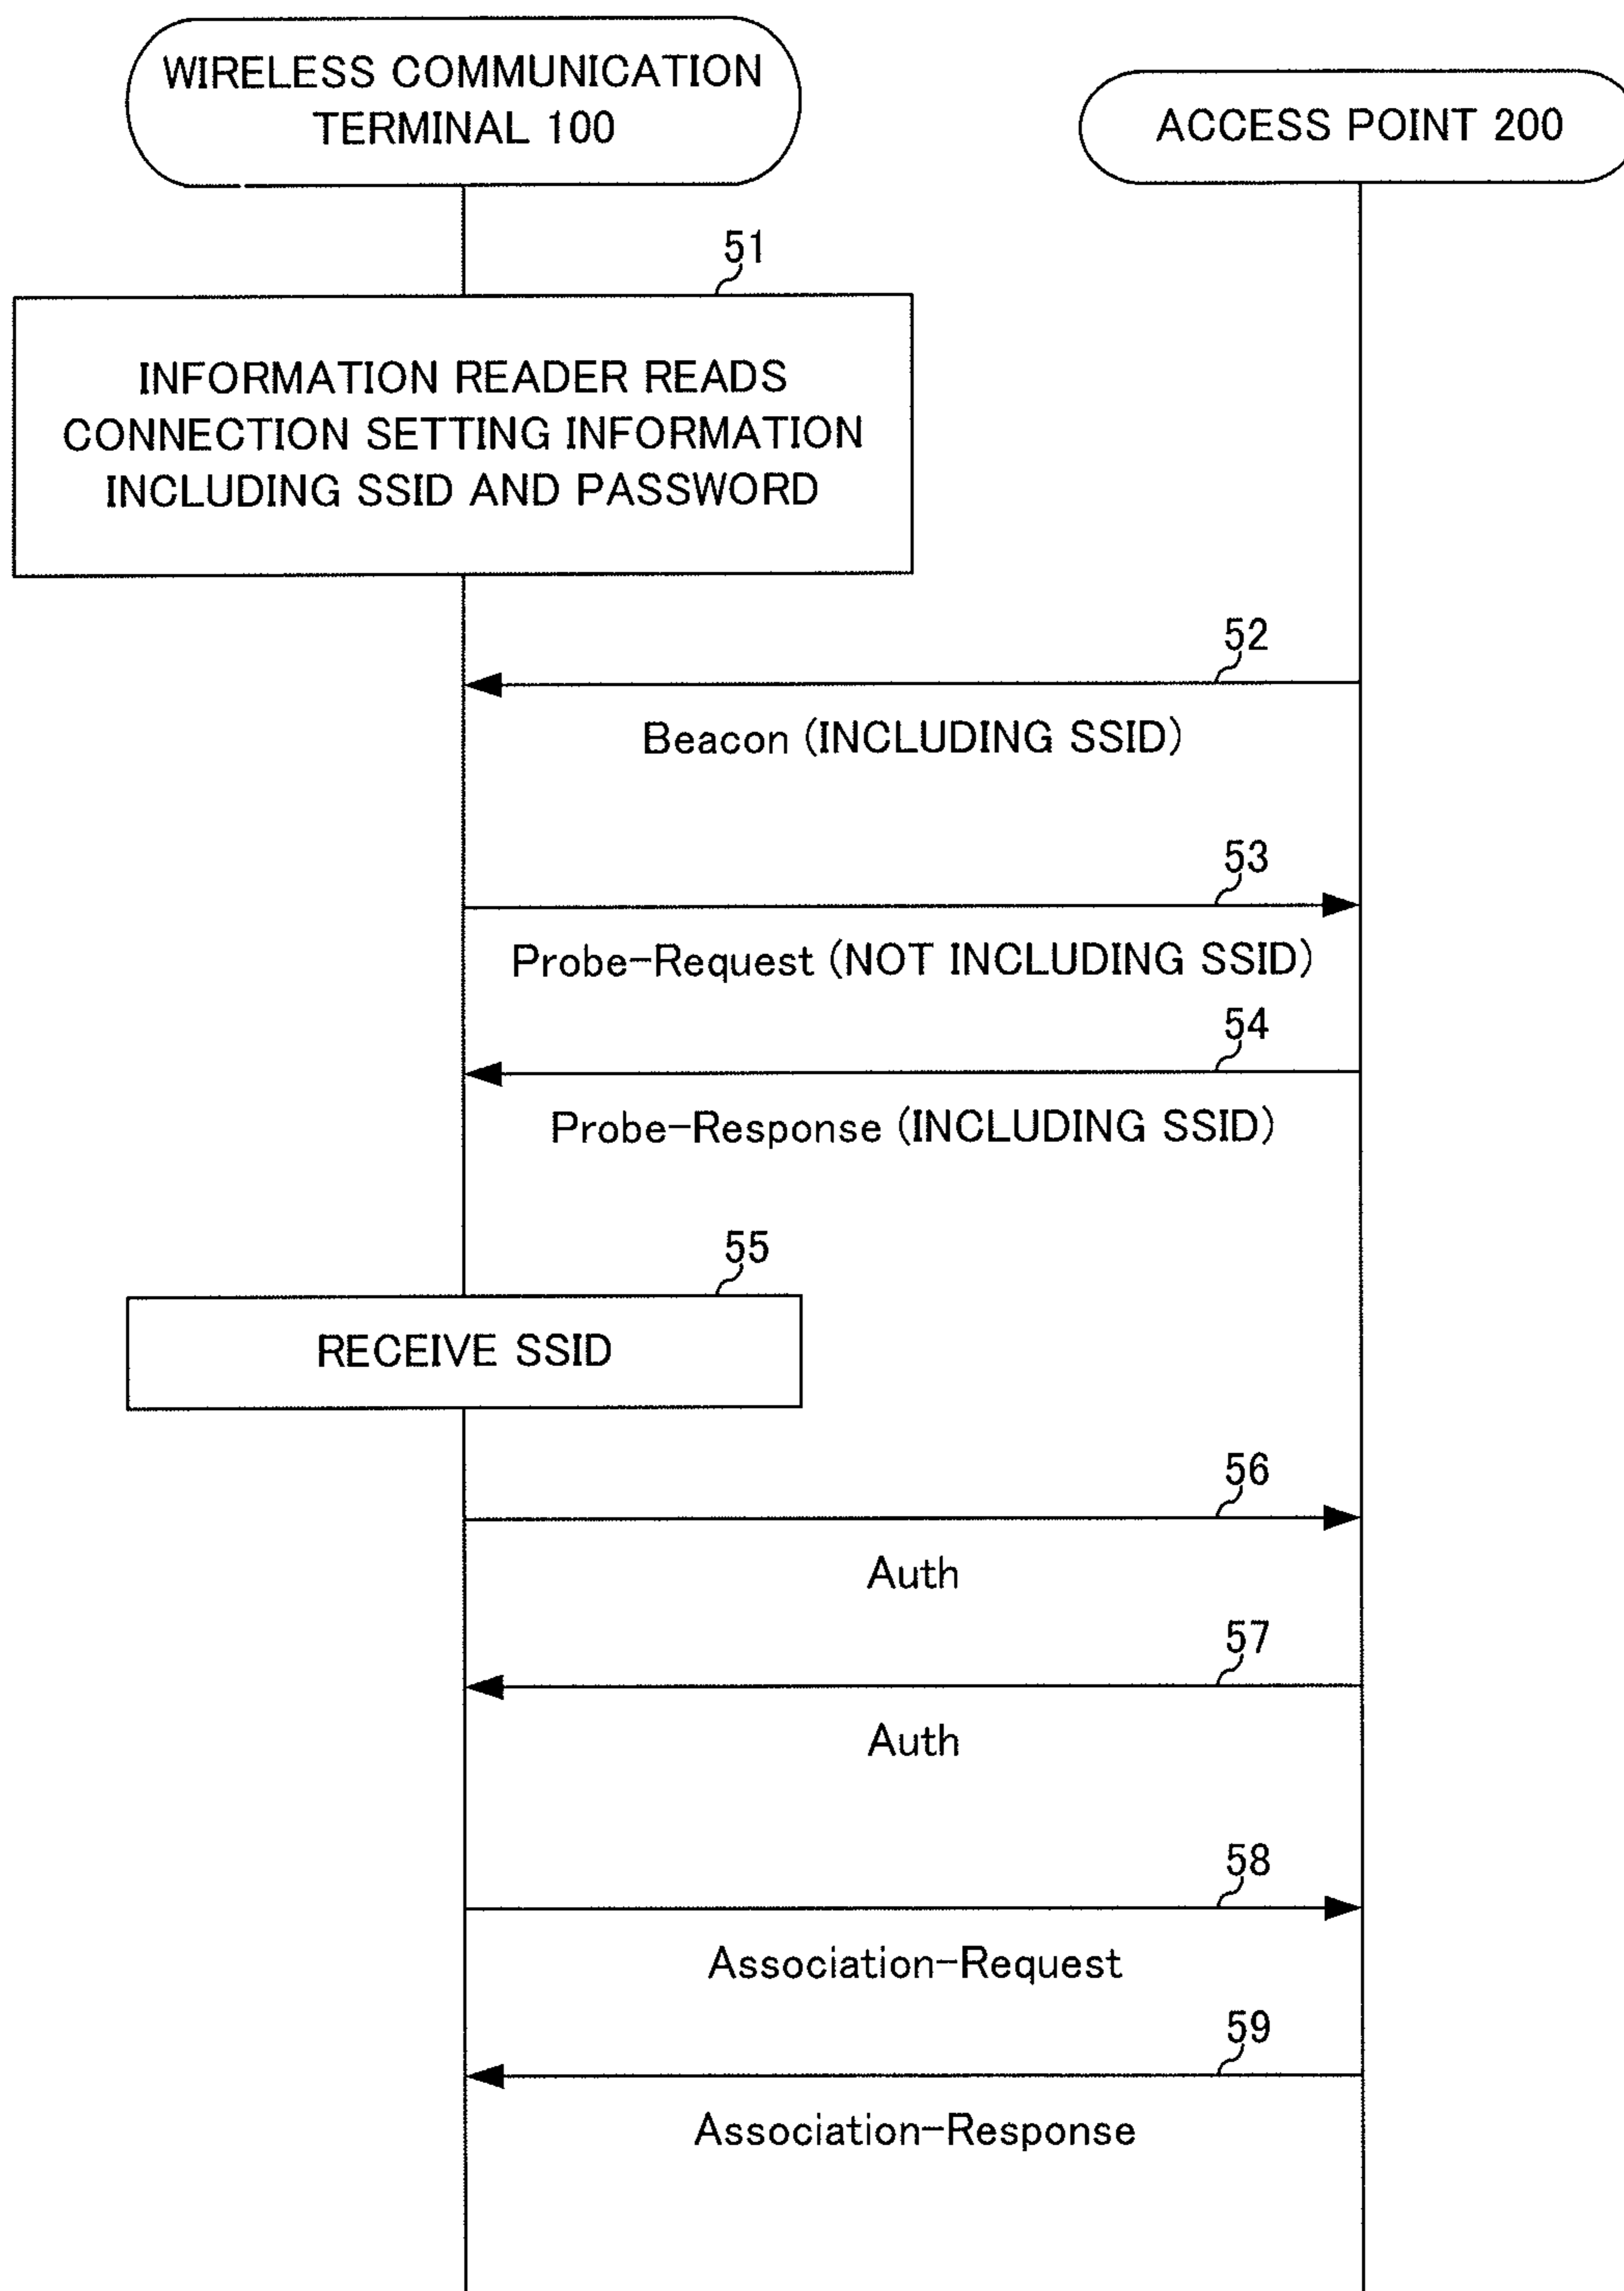 WIRELESS COMMUNICATION
TERMINAL 100
ACCESS POINT 200
51
INFORMATION READER READS
CONNECTION SETTING INFORMATION
INCLUDING SSID AND PASSWORD
52
Beacon (INCLUDING SSID)
53
Probe-Request (NOT INCLUDING SSID)
54
Probe-Response (INCLUDING SSID)
55
RECEIVE SSID
56
Auth
57
Auth
58
Association-Request
59
Association-Response